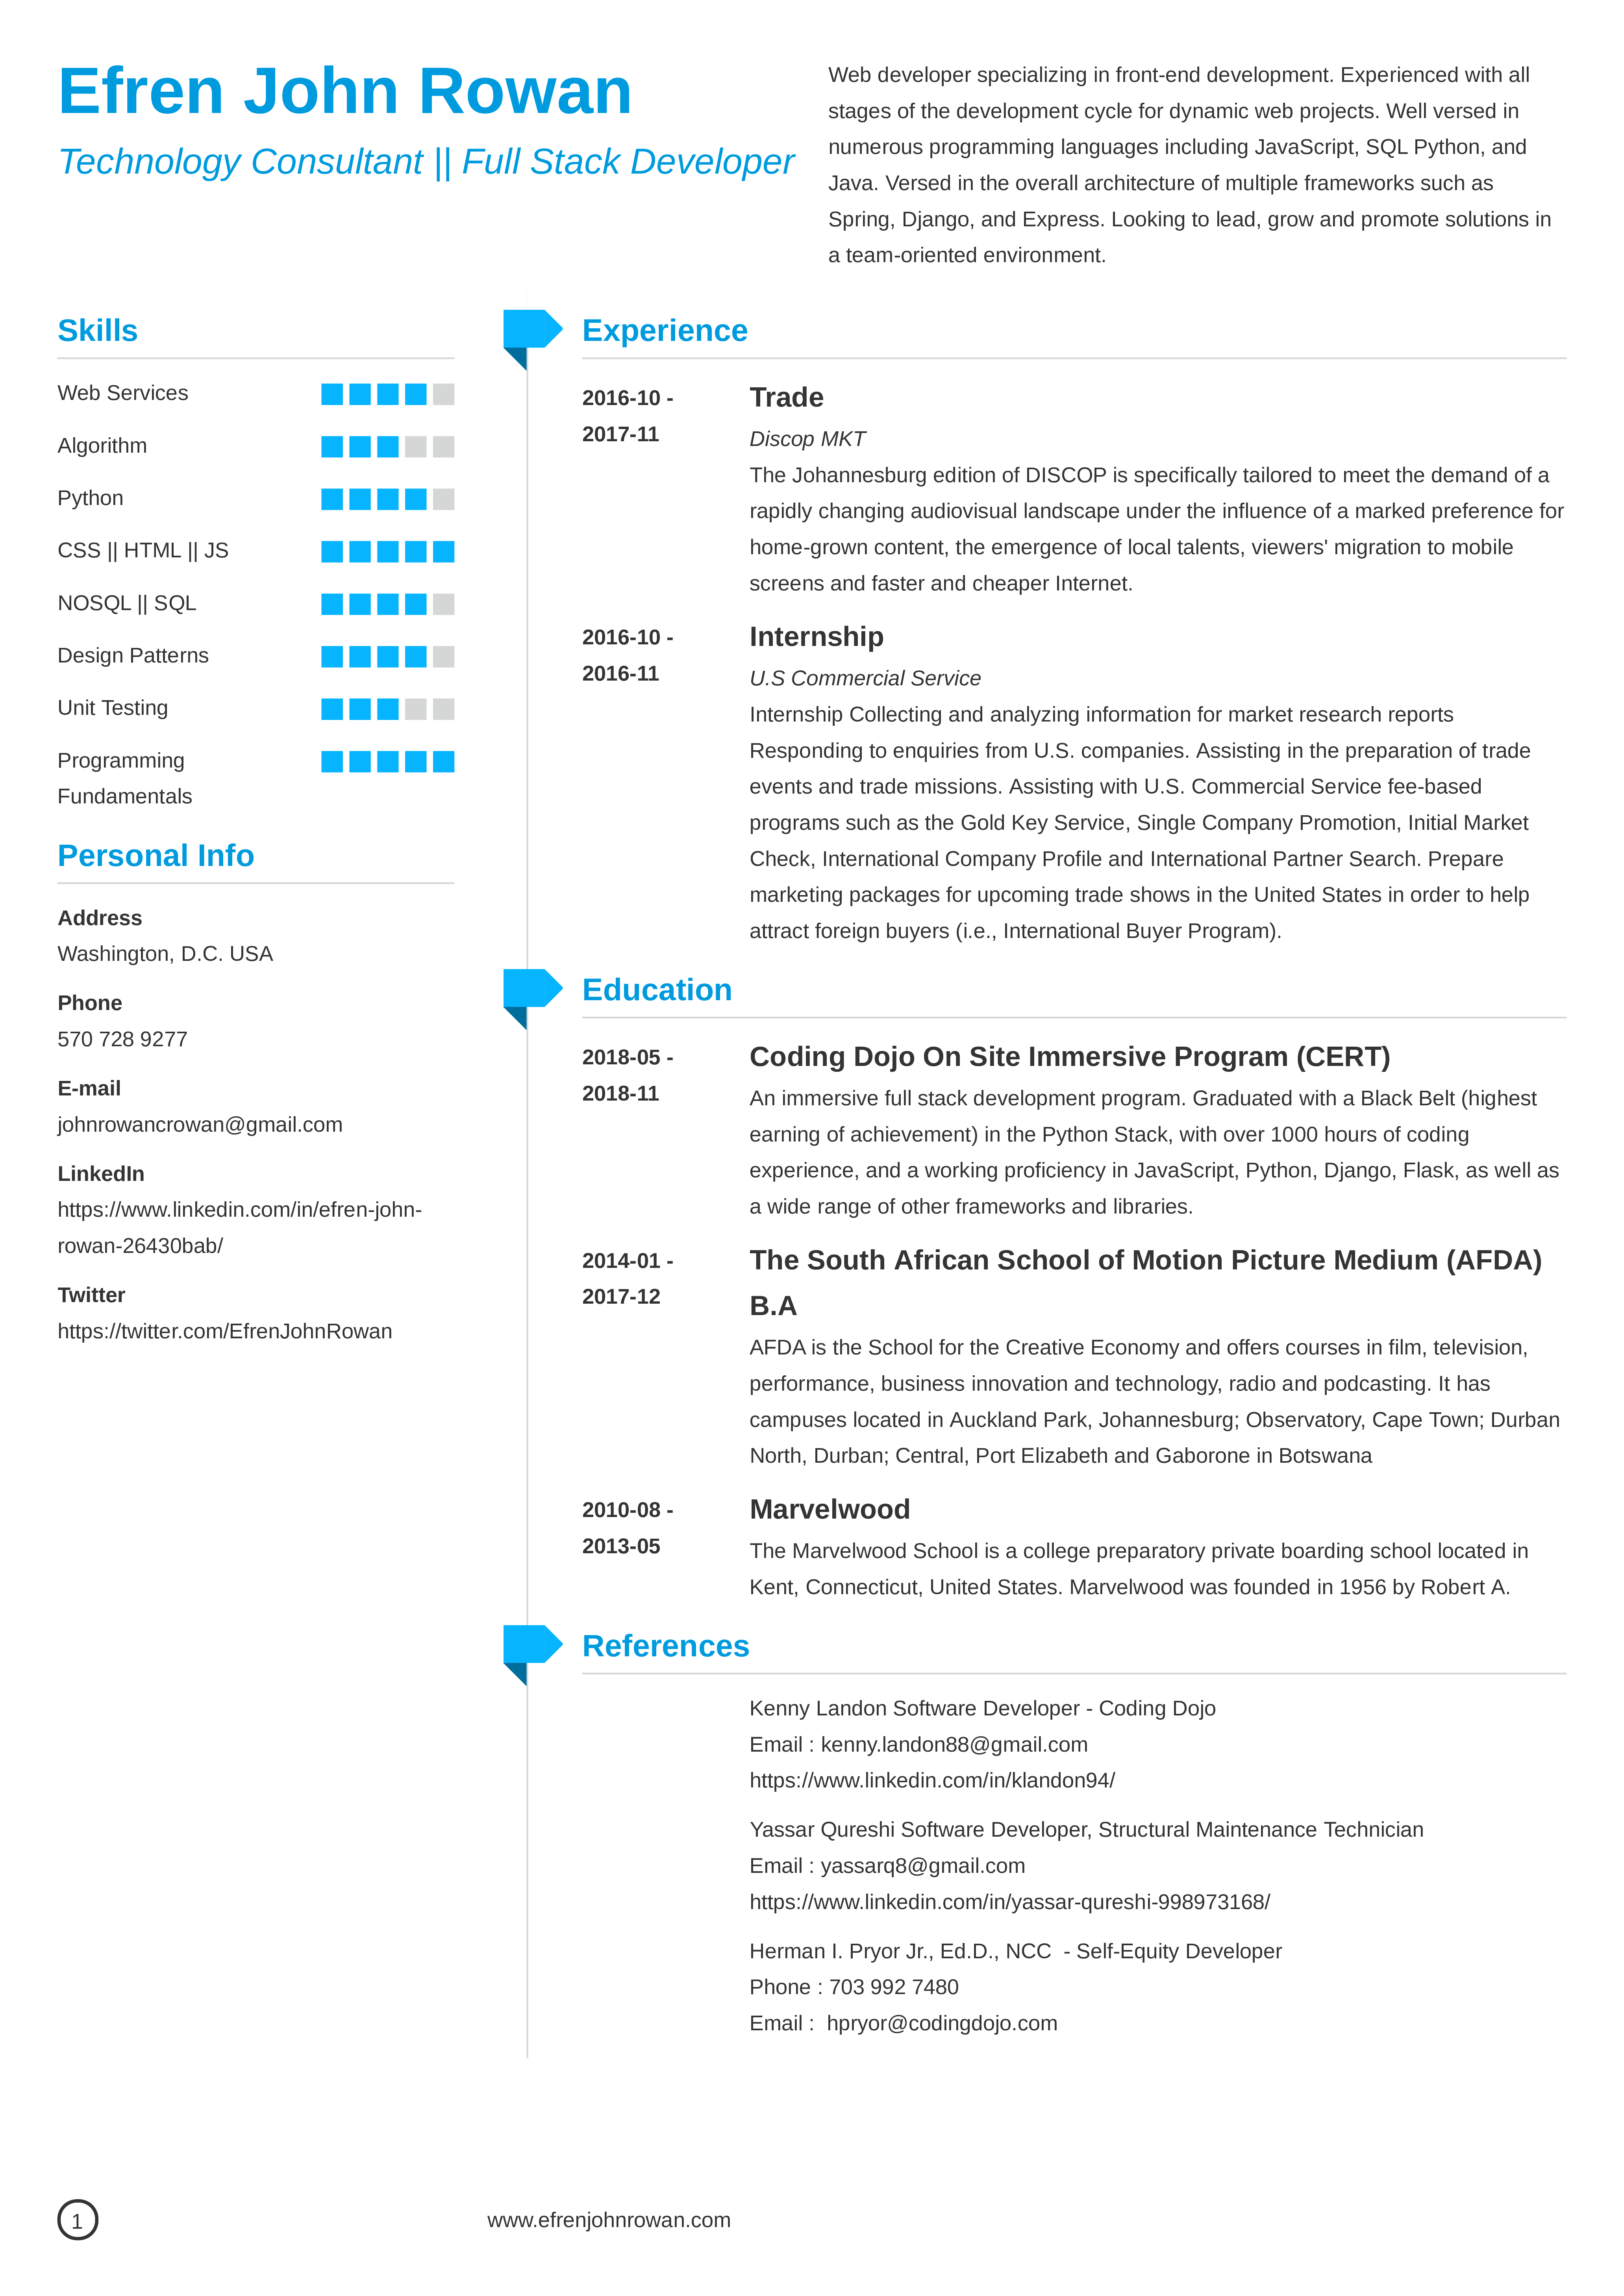 Efren John Rowan
Technology Consultant || Full Stack Developer
Web developer specializing in front-end development. Experienced with all
stages of the development cycle for dynamic web projects. Well versed in
numerous programming languages including JavaScript, SQL Python, and
Java. Versed in the overall architecture of multiple frameworks such as
Spring, Django, and Express. Looking to lead, grow and promote solutions in
a team-oriented environment.
Skills
Web Services
Algorithm
Python
CSS || HTML || JS
NOSQL || SQL
Design Patterns
Unit Testing
Programming
Fundamentals
Personal Info
Address
Washington, D.C. USA
Phone
570 728 9277
E-mail
johnrowancrowan@gmail.com
LinkedIn
https://www.linkedin.com/in/efren-john-
rowan-26430bab/
Twitter
https://twitter.com/EfrenJohnRowan
Experience
2016-10 -
2017-11
Trade
Discop MKT
The Johannesburg edition of DISCOP is specifically tailored to meet the demand of a
rapidly changing audiovisual landscape under the influence of a marked preference for
home-grown content, the emergence of local talents, viewers' migration to mobile
screens and faster and cheaper Internet.
2016-10 -
2016-11
Internship
U.S Commercial Service
Internship Collecting and analyzing information for market research reports
Responding to enquiries from U.S. companies. Assisting in the preparation of trade
events and trade missions. Assisting with U.S. Commercial Service fee-based
programs such as the Gold Key Service, Single Company Promotion, Initial Market
Check, International Company Profile and International Partner Search. Prepare
marketing packages for upcoming trade shows in the United States in order to help
attract foreign buyers (i.e., International Buyer Program).
Education
2018-05 -
2018-11
Coding Dojo On Site Immersive Program (CERT)
An immersive full stack development program. Graduated with a Black Belt (highest
earning of achievement) in the Python Stack, with over 1000 hours of coding
experience, and a working proficiency in JavaScript, Python, Django, Flask, as well as
a wide range of other frameworks and libraries.
2014-01 -
2017-12
The South African School of Motion Picture Medium (AFDA)
B.A
AFDA is the School for the Creative Economy and offers courses in film, television,
performance, business innovation and technology, radio and podcasting. It has
campuses located in Auckland Park, Johannesburg; Observatory, Cape Town; Durban
North, Durban; Central, Port Elizabeth and Gaborone in Botswana
2010-08 -
2013-05
Marvelwood
The Marvelwood School is a college preparatory private boarding school located in
Kent, Connecticut, United States. Marvelwood was founded in 1956 by Robert A.
References
Kenny Landon Software Developer - Coding Dojo
Email : kenny.landon88@gmail.com
https://www.linkedin.com/in/klandon94/
Yassar Qureshi Software Developer, Structural Maintenance Technician
Email : yassarq8@gmail.com
https://www.linkedin.com/in/yassar-qureshi-998973168/
Herman I. Pryor Jr., Ed.D., NCC  - Self-Equity Developer
Phone : 703 992 7480
Email :  hpryor@codingdojo.com
1
www.efrenjohnrowan.com